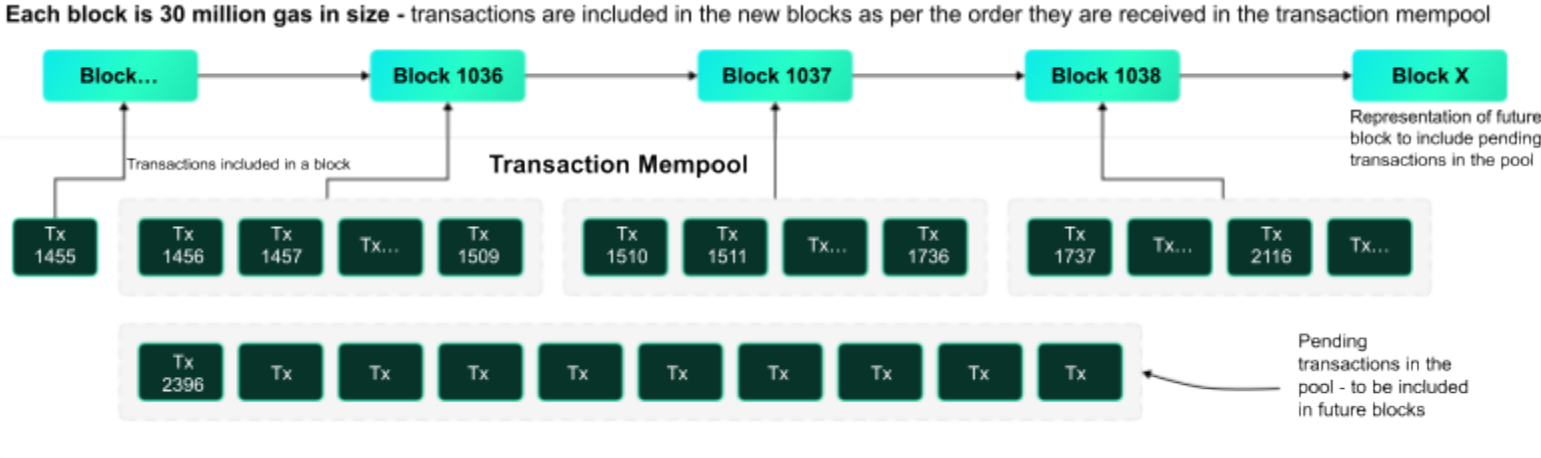 Each block is 30 million gas in size - transactions are included in the new blocks as per the order they are received in the transaction mempool
Block...
Block 1036
Block 1037
Block 1038
Block X
Representation of future
block to include pending
transactions in the pool
Transactions included in a block
Transaction Mempool
Tx
1455
Tx
1456
Tx
1457
Tx...
Tx
1509
Tx
1510
Tx
1511
Tx...
Tx
1736
Tx
1737
Tx...
Tx
2116
Tx...
Tx
2396
Tx
Tx
Tx
Tx
Tx
Tx
Tx
Tx
Tx
Pending
transactions in the
pool - to be included
in future blocks